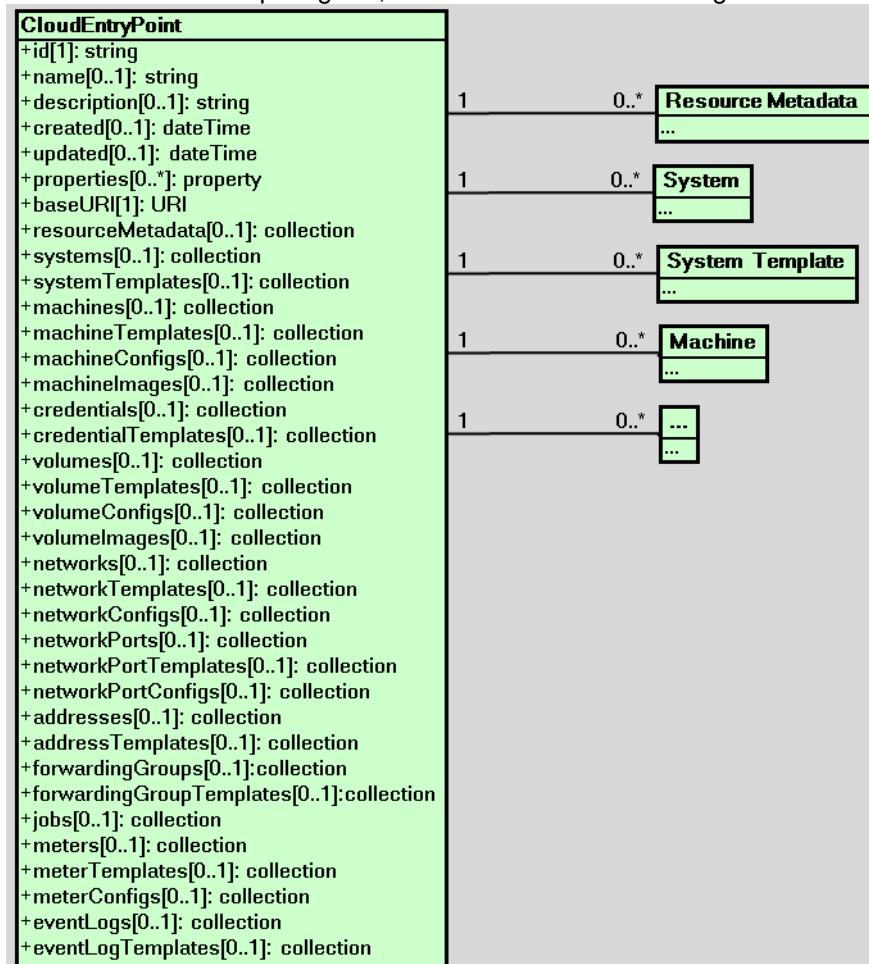 CloudEntryPoint
+id[1]: string
+name[0..1]: string
+description[0..1]: string
+created[0..1]: dateTime
+updated[0..1]: dateTime
+properties[0..*]: property
+baseURI[1]: URI
+resourceMetadata[0..1]: collection
+systems[0..1]: collection
+systemTemplates[0..1]: collection
+machines[0..1]: collection
+machineTemplates[0..1]: collection
+machineConfigs[0..1]: collection
+machineImages[0..1]: collection
+credentials[0..1]: collection
+credentialTemplates[0..1]: collection
+volumes[0..1]: collection
+volumeTemplates[0..1]: collection
+volumeConfigs[0..1]: collection
+volumeImages[0..1]: collection
+networks[0..1]: collection
+networkTemplates[0..1]: collection
+networkConfigs[0..1]: collection
+networkPorts[0..1]: collection
+networkPortTemplates[0..1]: collection
+networkPortConfigs[0..1]: collection
+addresses[0..1]: collection
+addressTemplates[0..1]: collection
+forwardingGroups[0..1]:collection
+forwardingGroupTemplates[0..1]:collection
+jobs[0..1]: collection
+meters[0..1]: collection
+meterTemplates[0..1]: collection
+meterConfigs[0..1]: collection
+eventLogs[0..1]: collection
+eventLogTemplates[0..1]: collection
1 0..* Resource Metadata
...
1 0..* System
...
1 0..* System Template
...
1 0..* Machine
...
1 0..* ...
...